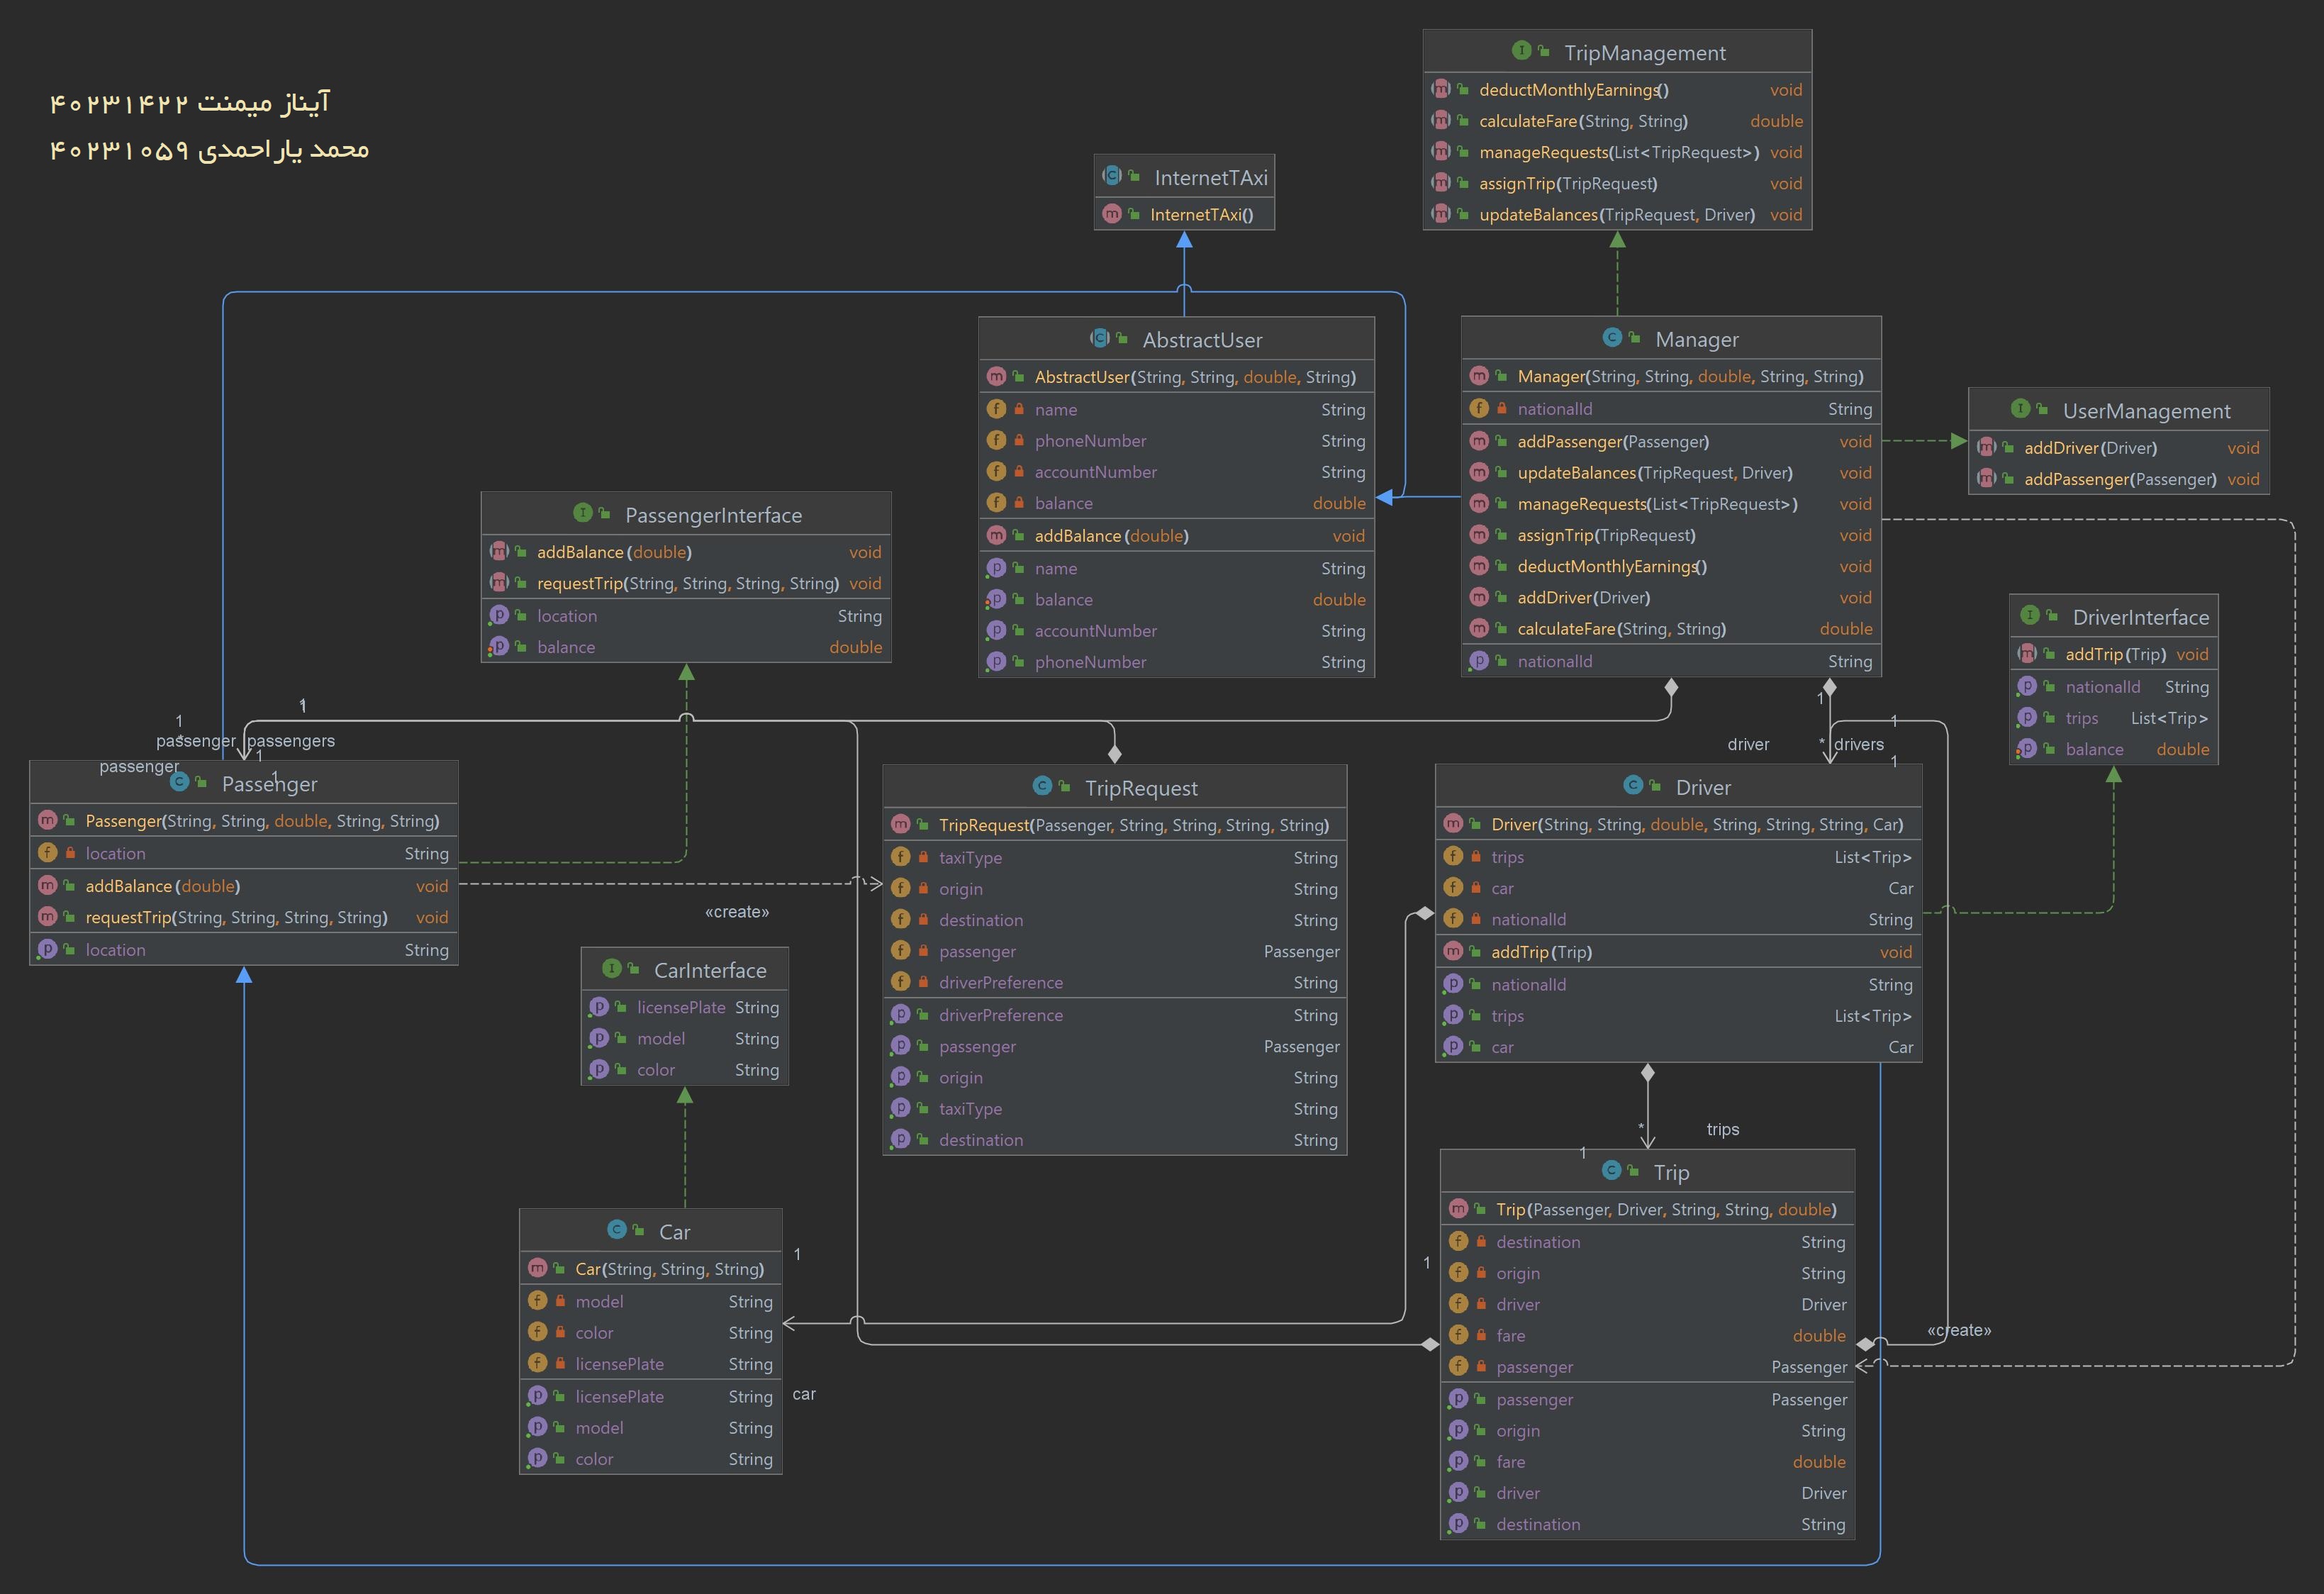 آیناز میمنت ۴۰۲۳۱۴۲۲
محمد یاراحمدی ۴۰۲۳۱۰۵۹
TripManagement
deductMonthlyEarnings() void
calculateFare(String, String) double
manageRequests(List<TripRequest>) void
assignTrip(TripRequest) void
updateBalances(TripRequest, Driver) void
InternetTAxi
InternetTAxi()
AbstractUser
AbstractUser(String, String, double, String)
name String
phoneNumber String
accountNumber String
balance double
addBalance(double) void
name String
balance double
accountNumber String
phoneNumber String
Manager
Manager(String, String, double, String, String)
nationalId String
addPassenger(Passenger) void
updateBalances(TripRequest, Driver) void
manageRequests(List<TripRequest>) void
assignTrip(TripRequest) void
deductMonthlyEarnings() void
addDriver(Driver) void
calculateFare(String, String) double
nationalId String
UserManagement
addDriver(Driver) void
addPassenger(Passenger) void
PassengerInterface
addBalance(double) void
requestTrip(String, String, String, String) void
location String
balance double
DriverInterface
addTrip(Trip) void
nationalId String
trips List<Trip>
balance double
1
1
passenger
passengers
passenger
1
1
Passenger
Passenger(String, String, double, String, String)
location String
addBalance(double) void
requestTrip(String, String, String, String) void
location String
«create»
TripRequest
TripRequest(Passenger, String, String, String, String)
taxiType String
origin String
destination String
passenger Passenger
driverPreference String
driverPreference String
passenger Passenger
origin String
taxiType String
destination String
1
1
driver
* drivers
1
Driver
Driver(String, String, double, String, String, String, Car)
trips List<Trip>
car Car
nationalId String
addTrip(Trip) void
nationalId String
trips List<Trip>
car Car
CarInterface
licensePlate String
model String
color String
Car
Car(String, String, String)
model String
color String
licensePlate String
licensePlate String
model String
color String
1
car
* trips
1
1
Trip
Trip(Passenger, Driver, String, String, double)
destination String
origin String
driver Driver
fare double
passenger Passenger
passenger Passenger
origin String
fare double
driver Driver
destination String
«create»